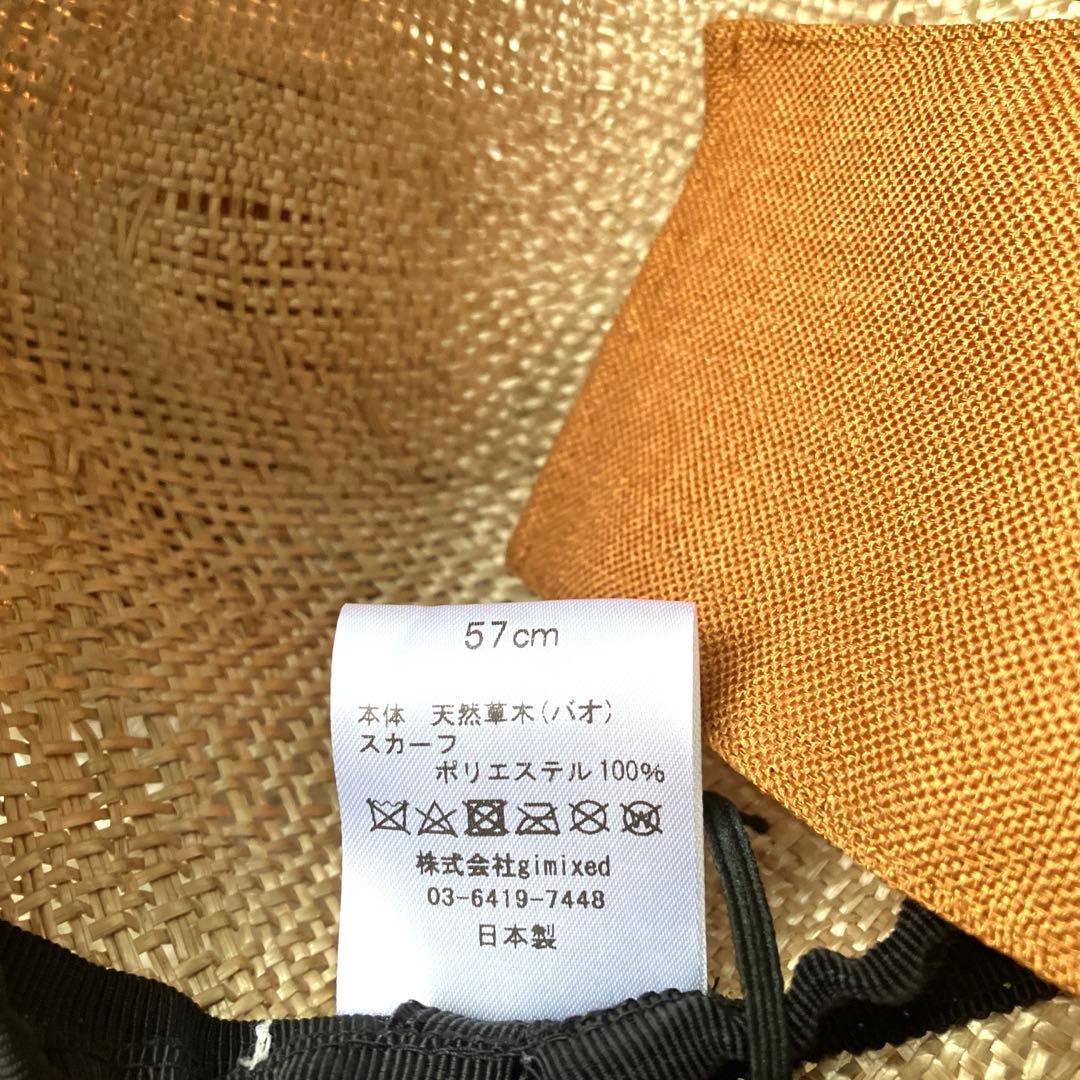 57cm
本体 天然草木(バオ)
スカーフ
ポリエステル100%
株式会社gimixed
03-6419-7448
日本製